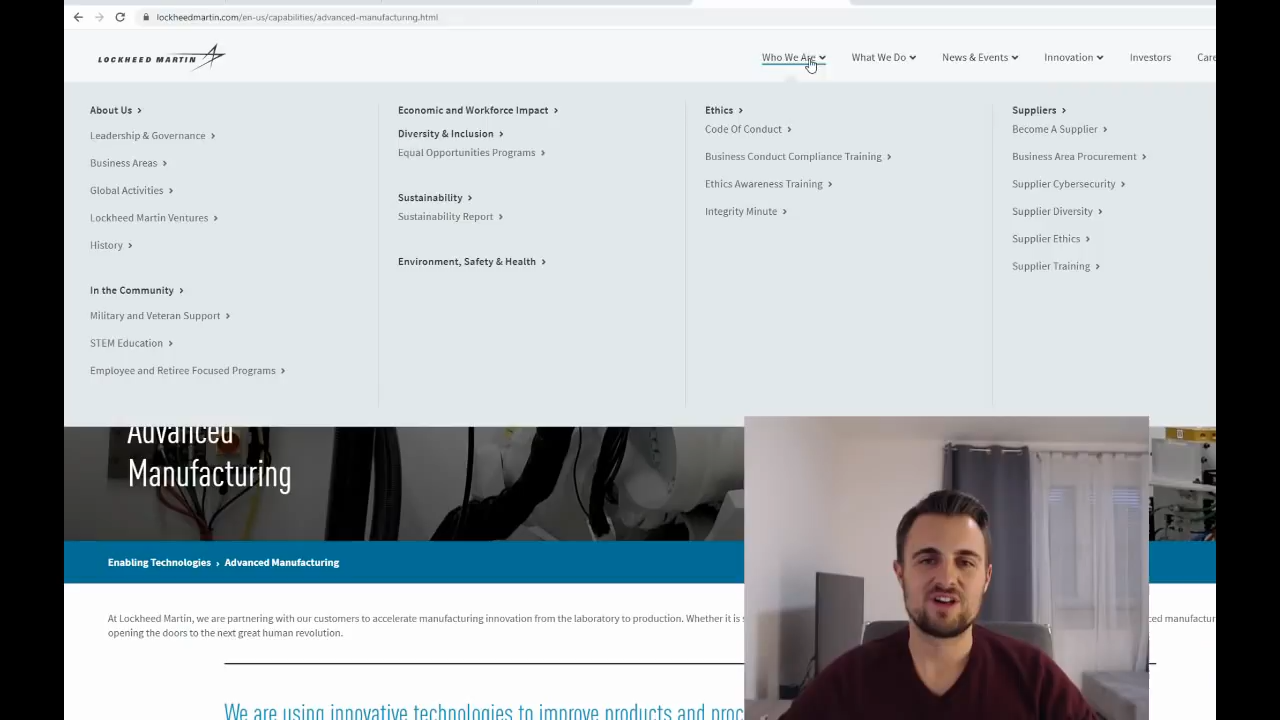 lockheedmartin.com/en-us/capabilities/advanced-manufacturing.html
LOCKHEED MARTIN
Who We Are
What We Do
News & Events
Innovation
Investors
About Us
Leadership & Governance
Business Areas
Global Activities
Lockheed Martin Ventures
History
In the Community
Military and Veteran Support
STEM Education
Employee and Retiree Focused Programs
Economic and Workforce Impact
Diversity & Inclusion
Equal Opportunities Programs
Sustainability
Sustainability Report
Environment, Safety & Health
Ethics
Code Of Conduct
Business Conduct Compliance Training
Ethics Awareness Training
Integrity Minute
Suppliers
Become A Supplier
Business Area Procurement
Supplier Cybersecurity
Supplier Diversity
Supplier Ethics
Supplier Training
Advanced
Manufacturing
Enabling Technologies › Advanced Manufacturing
At Lockheed Martin, we are partnering with our customers to accelerate manufacturing innovation from the laboratory to production. Whether it is
opening the doors to the next great human revolution.
We are using innovative technologies to improve products and